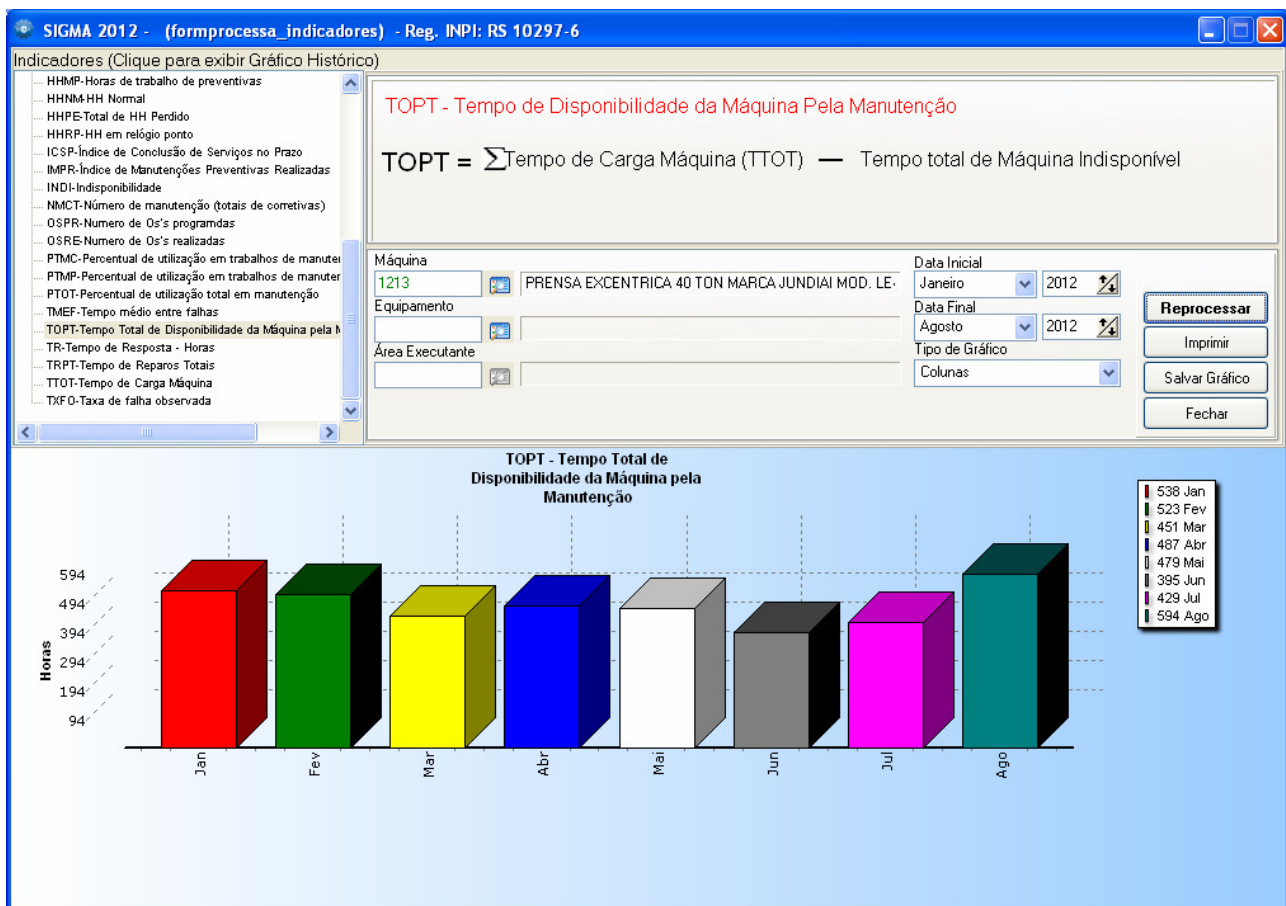 SIGMA 2012 - (formprocessa_indicadores) - Reg. INPI: RS 10297-6
Indicadores (Clique para exibir Gráfico Histórico)
HHMP-Horas de trabalho de preventivas
HHNM-HH Normal
HHPE-Total de HH Perdido
HHRP-HH em relógio ponto
ICSP-Índice de Conclusão de Serviços no Prazo
IMPR-Índice de Manutenções Preventivas Realizadas
INDI-Indisponibilidade
NMCT-Número de manutenção (totais de corretivas)
OSPR-Numero de Os's programdas
OSRE-Numero de Os's realizadas
PTMC-Percentual de utilização em trabalhos de manuter
PTMP-Percentual de utilização em trabalhos de manuter
PTOT-Percentual de utilização total em manutenção
TMEF-Tempo médio entre falhas
TOPT-Tempo Total de Disponibilidade da Máquina pela M
TR-Tempo de Resposta - Horas
TRPT-Tempo de Reparos Totais
TTOT-Tempo de Carga Máquina
TXFO-Taxa de falha observada
TOPT - Tempo de Disponibilidade da Máquina Pela Manutenção
TOPT = ∑Tempo de Carga Máquina (TTOT) — Tempo total de Máquina Indisponível
Máquina
1213 PRENSA EXCENTRICA 40 TON MARCA JUNDIAI MOD. LE-
Equipamento
Área Executante
Data Inicial
Janeiro 2012
Data Final
Agosto 2012
Tipo de Gráfico
Colunas
Reprocessar
Imprimir
Salvar Gráfico
Fechar
TOPT - Tempo Total de
Disponibilidade da Máquina pela
Manutenção
538 Jan
523 Fev
451 Mar
487 Abr
479 Mai
395 Jun
429 Jul
594 Ago
Horas
594
494
394
294
194
94
Jan
Fev
Mar
Abr
Mai
Jun
Jul
Ago